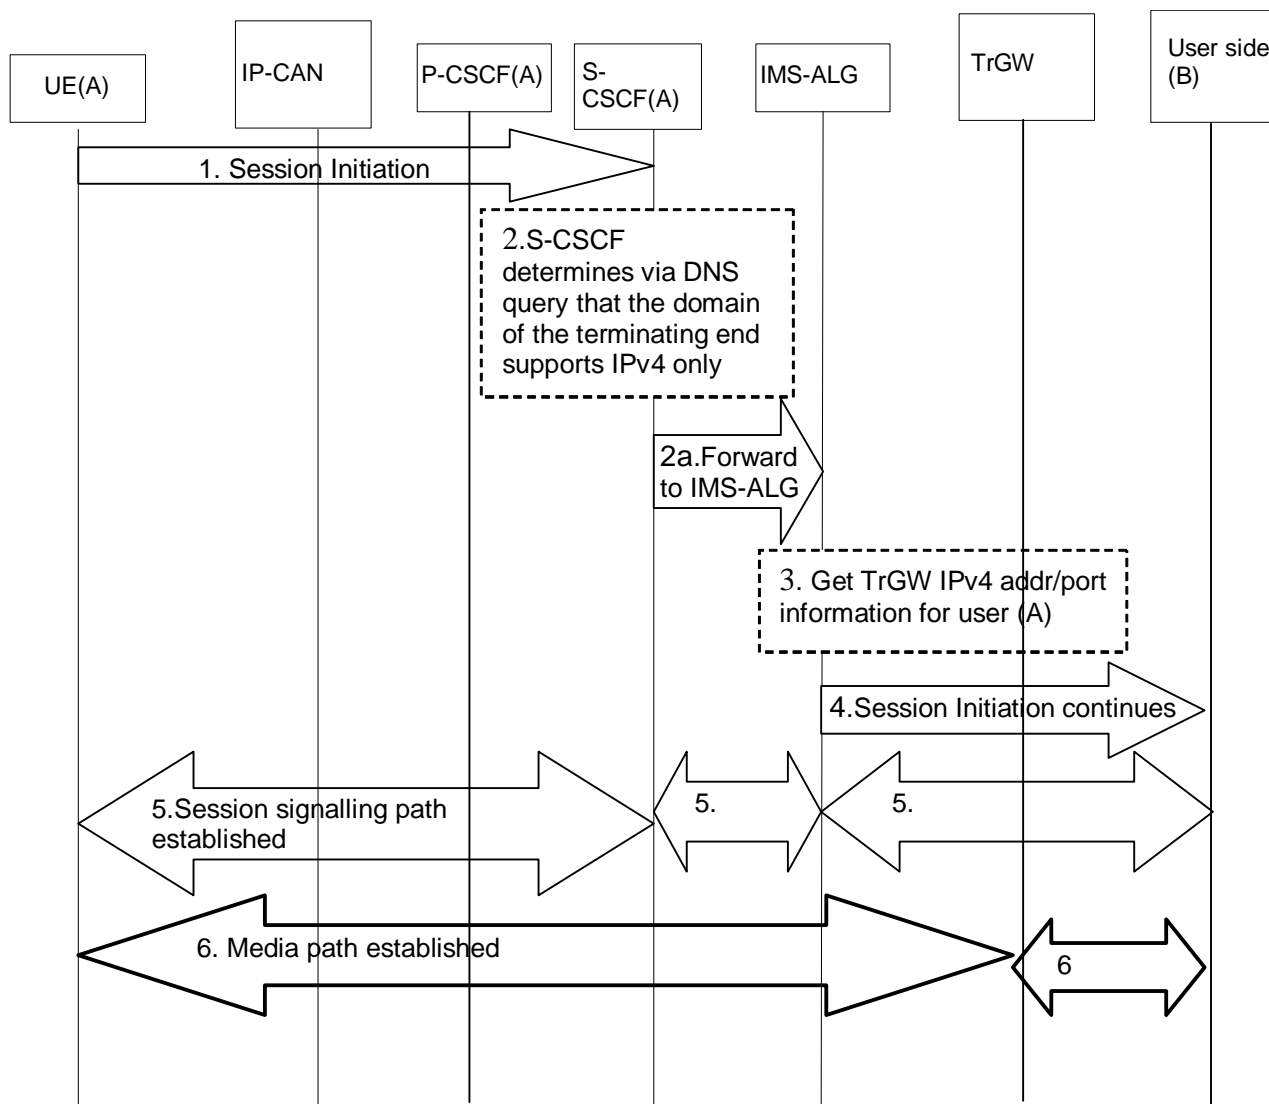 UE(A)
IP-CAN
P-CSCF(A)
S-
CSCF(A)
IMS-ALG
TrGW
User side
(B)
1. Session Initiation
2.S-CSCF
determines via DNS
query that the domain
of the terminating end
supports IPv4 only
2a.Forward
to IMS-ALG
3. Get TrGW IPv4 addr/port
information for user (A)
4.Session Initiation continues
5.Session signalling path
established
5.
5.
6. Media path established
6